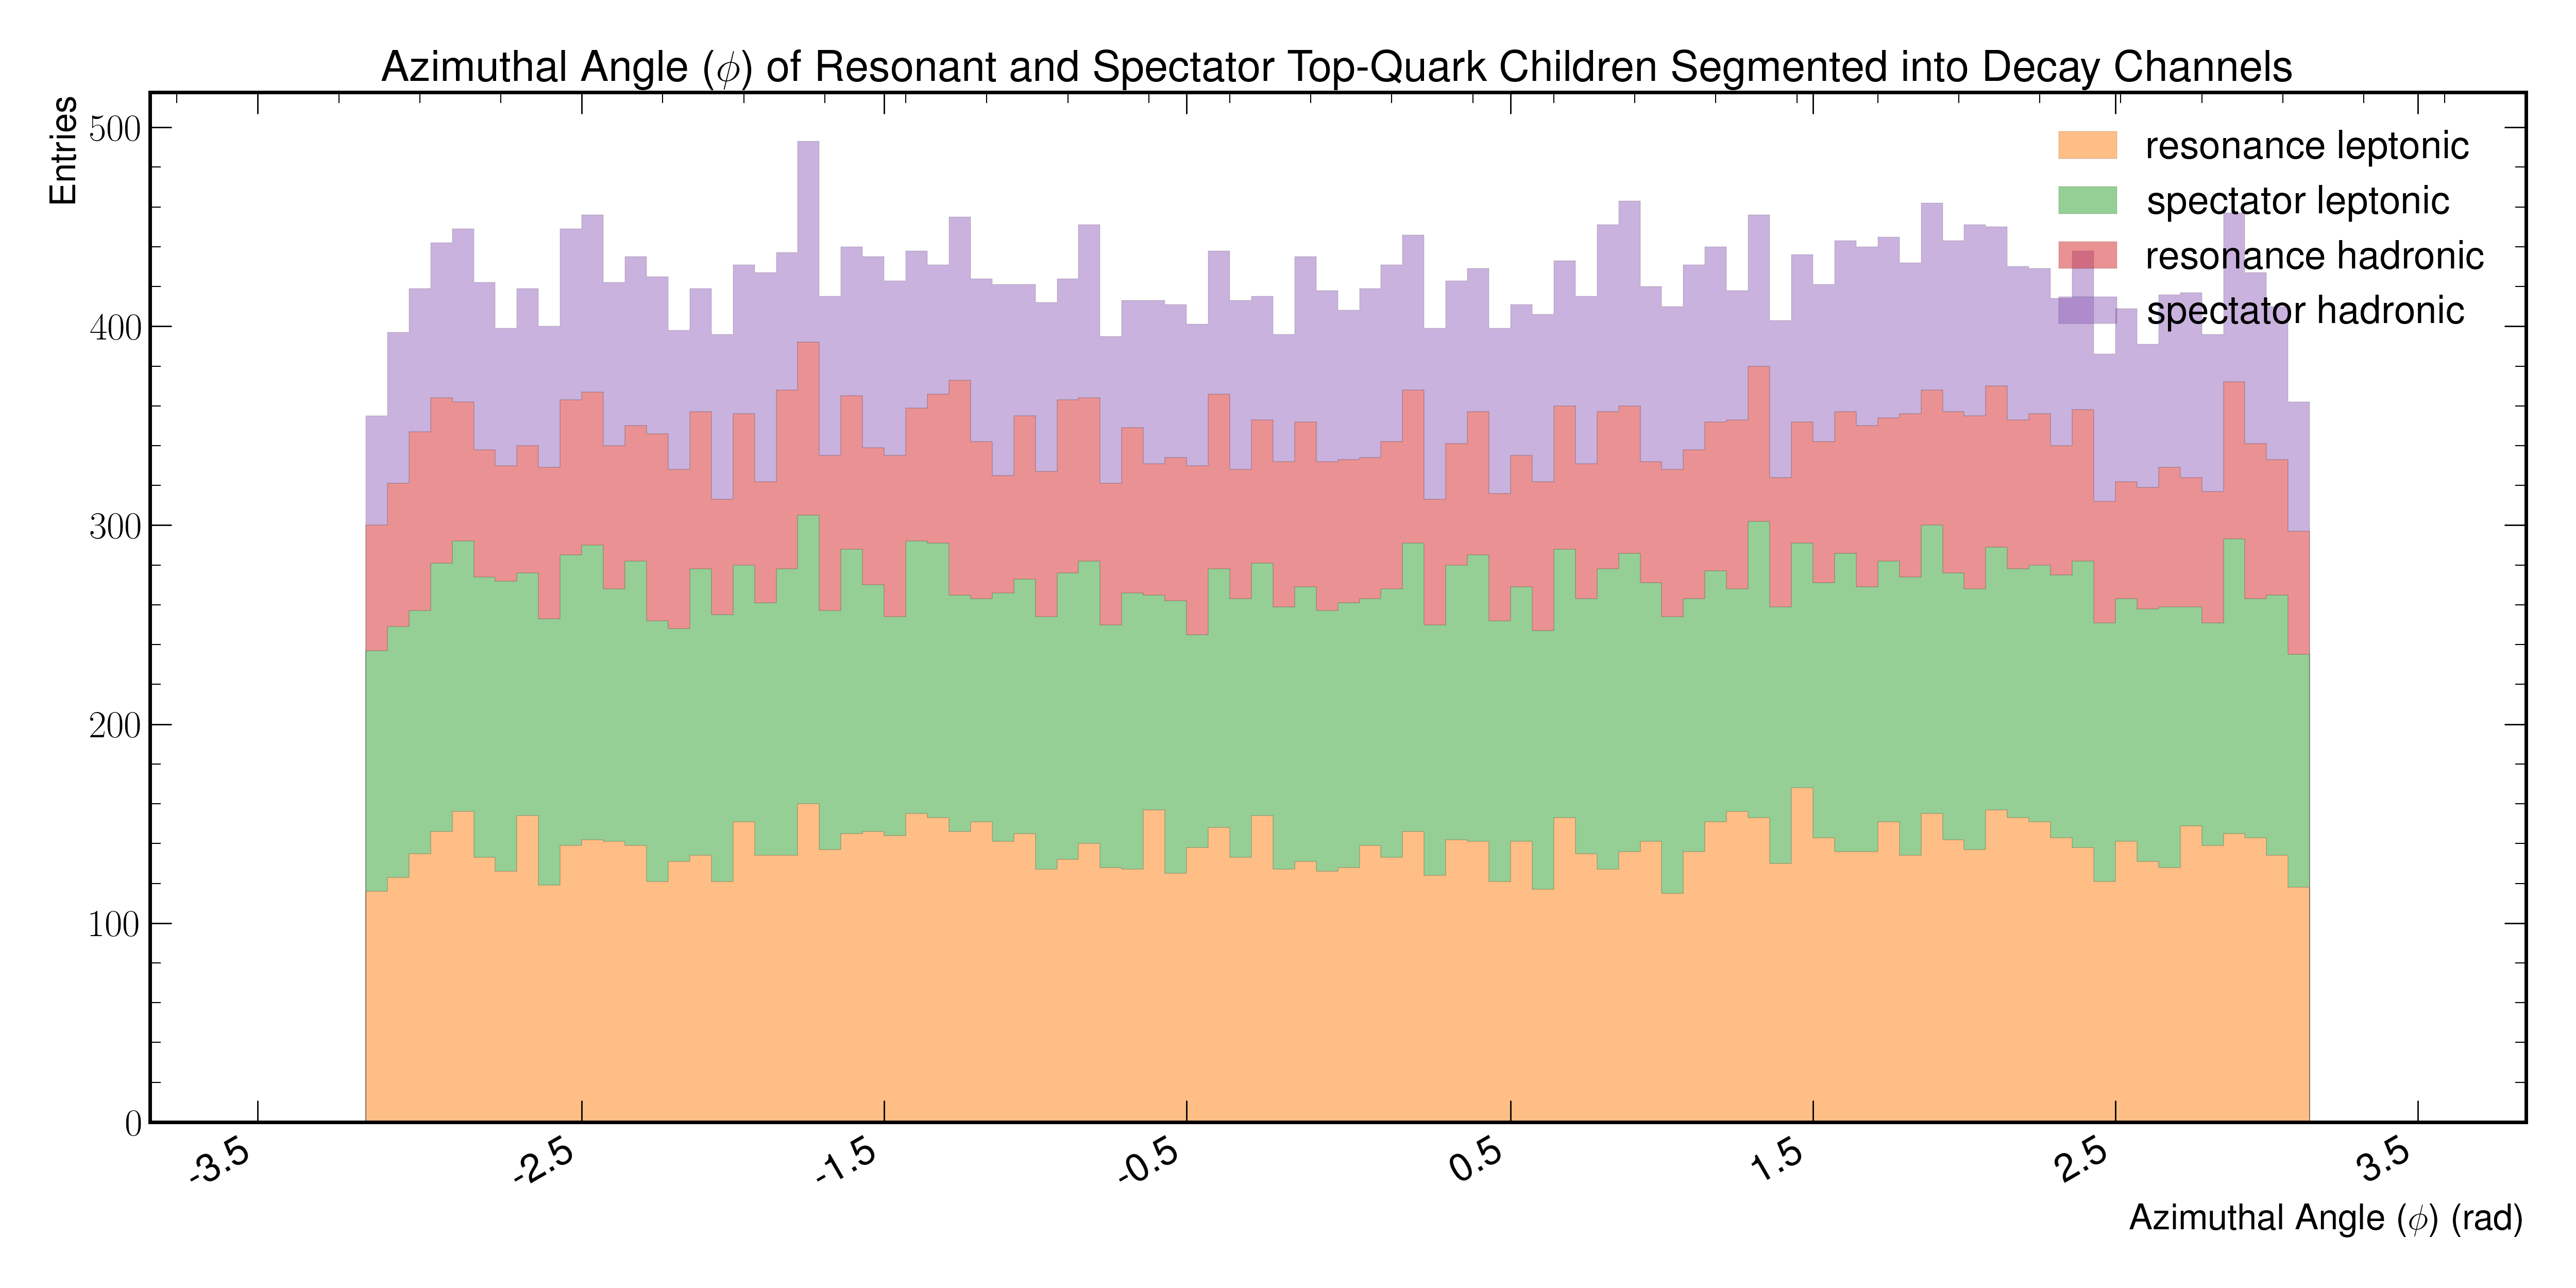 Azimuthal Angle (ϕ) of Resonant and Spectator Top-Quark Children Segmented into Decay Channels
Entries
500
400
300
200
100
0
resonance leptonic
spectator leptonic
resonance hadronic
spectator hadronic
-3.5
-2.5
-1.5
-0.5
0.5
1.5
2.5
3.5
Azimuthal Angle (ϕ) (rad)